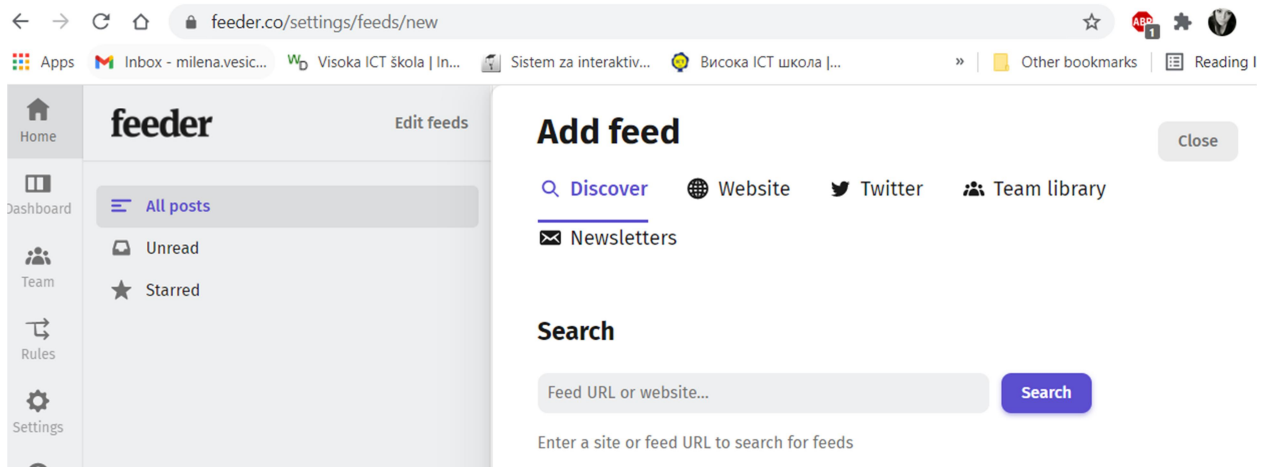 feeder.co/settings/feeds/new
ABP
1
Apps
Inbox - milena.vesic...
Visoka ICT škola | In...
Sistem za interaktiv...
Висока ICT школа |...
»
Other bookmarks
Reading l
Home
Dashboard
Team
Rules
Settings
feeder
Edit feeds
All posts
Unread
Starred
Add feed
Close
Discover
Website
Twitter
Team library
Newsletters
Search
Feed URL or website...
Search
Enter a site or feed URL to search for feeds